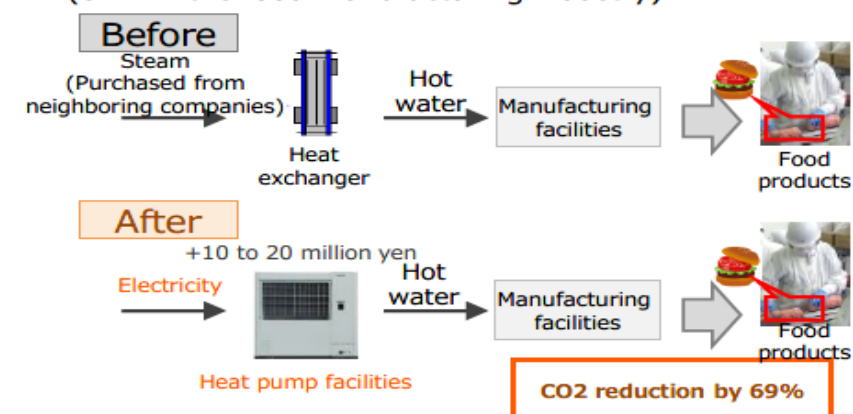 Before
Steam
(Purchased from
neighboring companies)
Heat
exchanger
Hot
water
Manufacturing
facilities
Food
products
After
+10 to 20 million yen
Electricity
Heat pump facilities
Hot
water
Manufacturing
facilities
Food
products
CO2 reduction by 69%